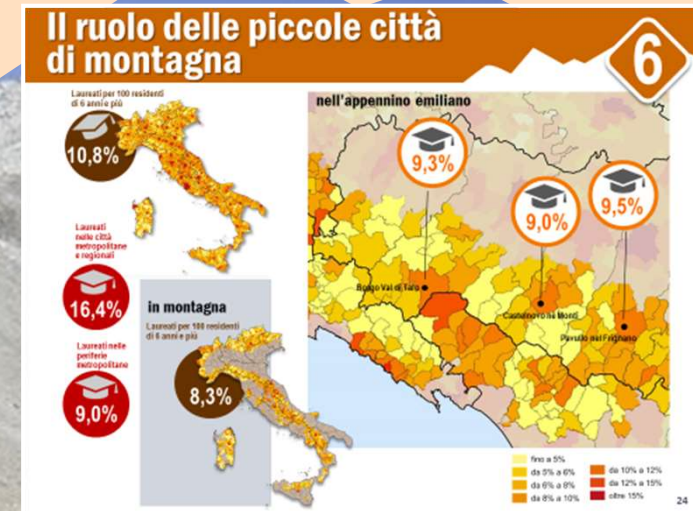 Il ruolo delle piccole città
di montagna
6
Laureati per 100 residenti
di 6 anni e più
10,8%
Laureati
nelle città
metropolitane
e regionali
16,4%
Laureati nelle
periferie
metropolitane
9,0%
in montagna
Laureati per 100 residenti
di 6 anni e più
8,3%
nell'appennino emiliano
9,3%
9,0%
9,5%
Borgo Val di Taro
Castelnovo ne Monti
Pavullo nel Frignano
fino a 5%
da 5% a 6%
da 6% a 8%
da 8% a 10%
da 10% a 12%
da 12% a 15%
oltre 15%
24